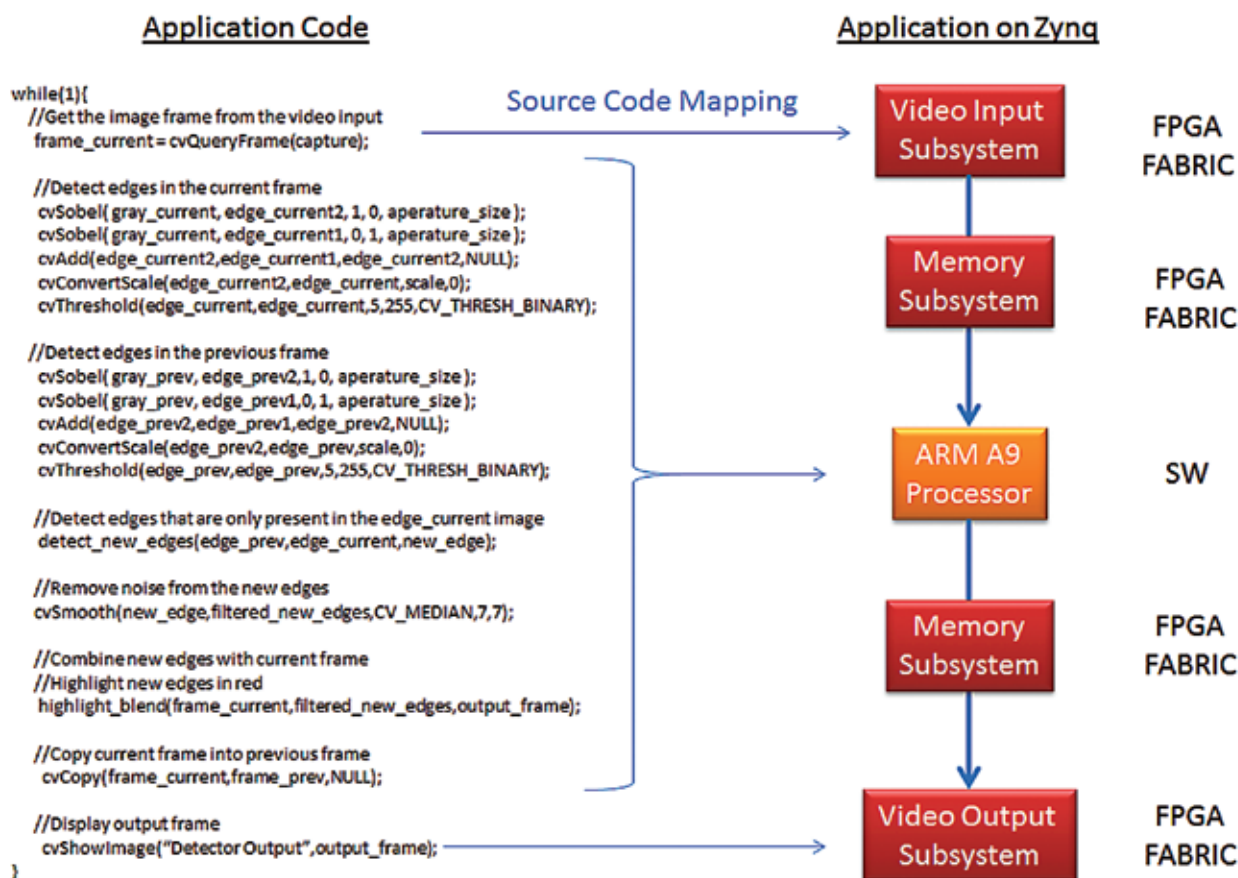 Application Code
while(1){
//Get the image frame from the video input
frame_current = cvQueryFrame(capture);
//Detect edges in the current frame
cvSobel( gray_current, edge_current2, 1, 0, aperature_size );
cvSobel( gray_current, edge_current1, 0, 1, aperature_size );
cvAdd(edge_current2,edge_current1,edge_current2,NULL);
cvConvertScale(edge_current2,edge_current,scale,0);
cvThreshold(edge_current,edge_current,5,255,CV_THRESH_BINARY);
//Detect edges in the previous frame
cvSobel( gray_prev, edge_prev2,1, 0, aperature_size );
cvSobel( gray_prev, edge_prev1,0, 1, aperature_size );
cvAdd(edge_prev2,edge_prev1,edge_prev2,NULL);
cvConvertScale(edge_prev2,edge_prev,scale,0);
cvThreshold(edge_prev,edge_prev,5,255,CV_THRESH_BINARY);
//Detect edges that are only present in the edge_current image
detect_new_edges(edge_prev,edge_current,new_edge);
//Remove noise from the new edges
cvSmooth(new_edge,filtered_new_edges,CV_MEDIAN,7,7);
//Combine new edges with current frame
//Highlight new edges in red
highlight_blend(frame_current,filtered_new_edges,output_frame);
//Copy current frame into previous frame
cvCopy(frame_current,frame_prev,NULL);
//Display output frame
cvShowImage("Detector Output",output_frame);
}
Source Code Mapping
Application on Zynq
Video Input
Subsystem
FPGA
FABRIC
Memory
Subsystem
FPGA
FABRIC
ARM A9
Processor
SW
Memory
Subsystem
FPGA
FABRIC
Video Output
Subsystem
FPGA
FABRIC